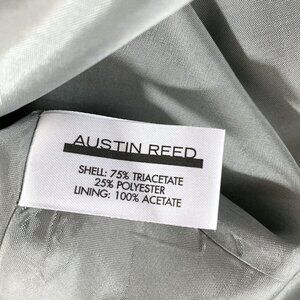 AUSTIN REED
SHELL: 75% TRIACETATE
25% POLYESTER
LINING: 100% ACETATE